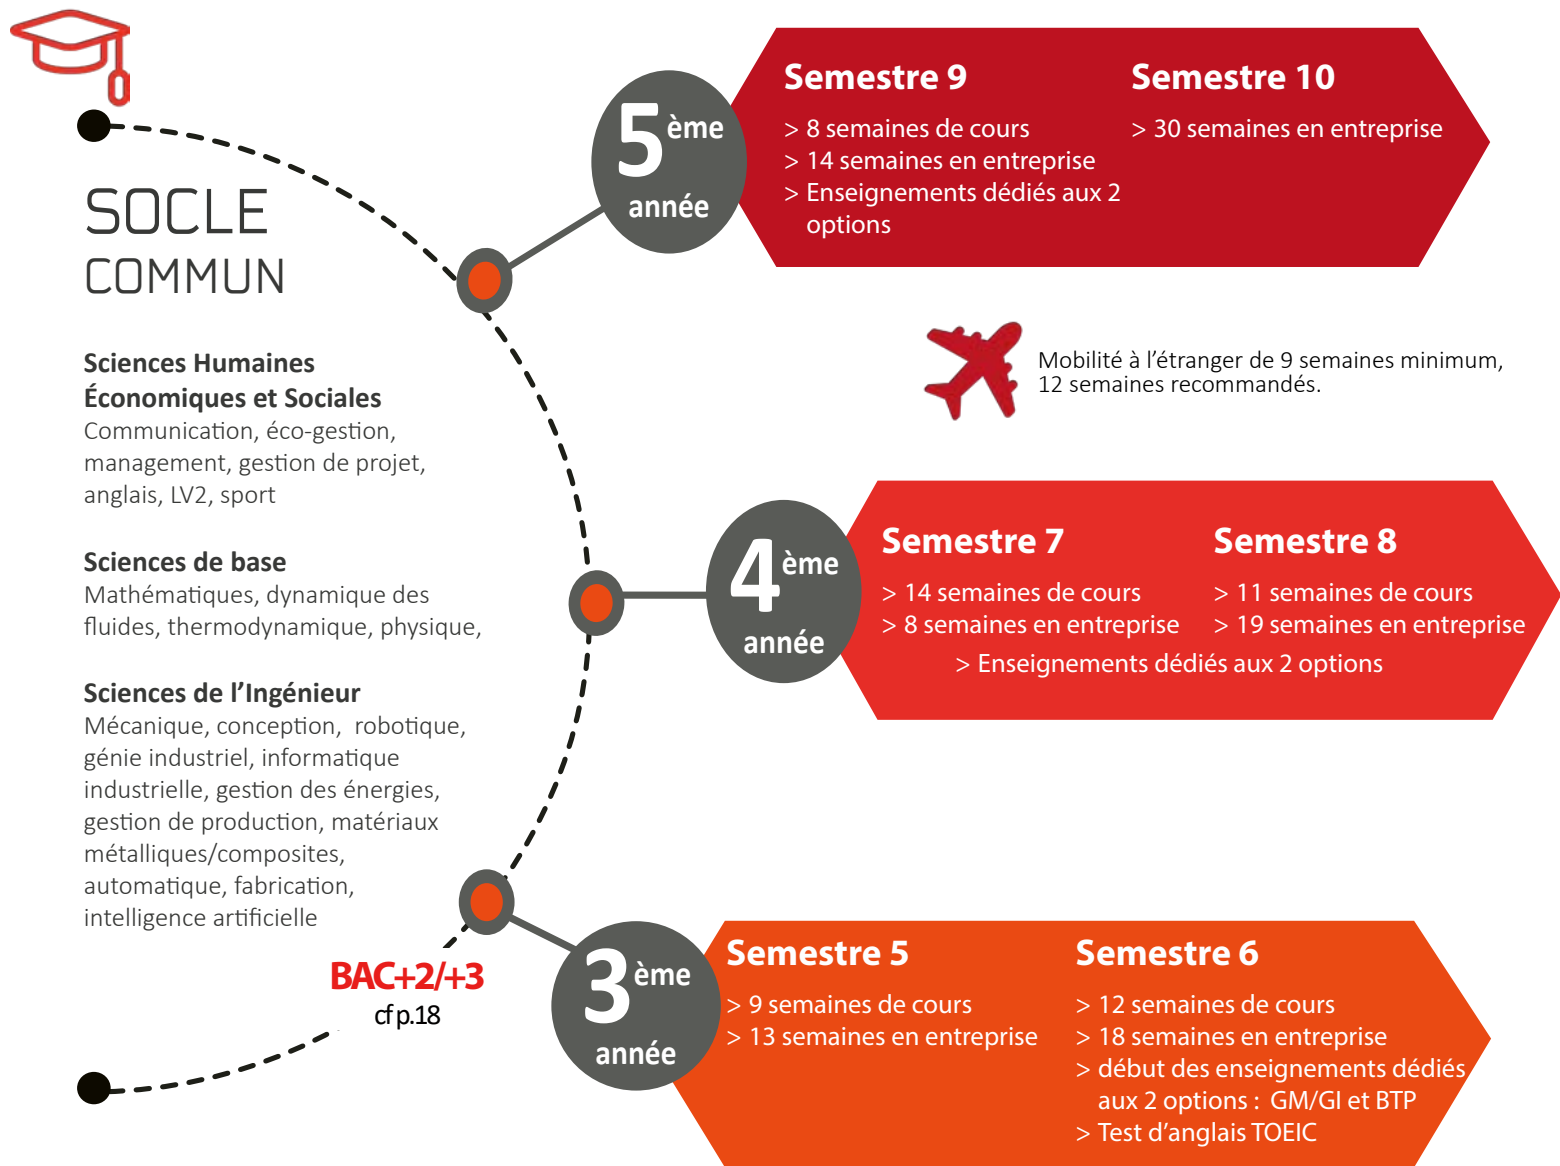 SOCLE
COMMUN
Sciences Humaines
Économiques et Sociales
Communication, éco-gestion,
management, gestion de projet,
anglais, LV2, sport
Sciences de base
Mathématiques, dynamique des
fluides, thermodynamique, physique,
Sciences de l’Ingénieur
Mécanique, conception, robotique,
génie industriel, informatique
industrielle, gestion des énergies,
gestion de production, matériaux
métalliques/composites,
automatique, fabrication,
intelligence artificielle
BAC+2/+3
cf p.18
5ème
année
Semestre 9
> 8 semaines de cours
> 14 semaines en entreprise
> Enseignements dédiés aux 2
options
Semestre 10
> 30 semaines en entreprise
Mobilité à l’étranger de 9 semaines minimum,
12 semaines recommandés.
4ème
année
Semestre 7
> 14 semaines de cours
> 8 semaines en entreprise
Semestre 8
> 11 semaines de cours
> 19 semaines en entreprise
> Enseignements dédiés aux 2 options
3ème
année
Semestre 5
> 9 semaines de cours
> 13 semaines en entreprise
Semestre 6
> 12 semaines de cours
> 18 semaines en entreprise
> début des enseignements dédiés
aux 2 options : GM/GI et BTP
> Test d’anglais TOEIC